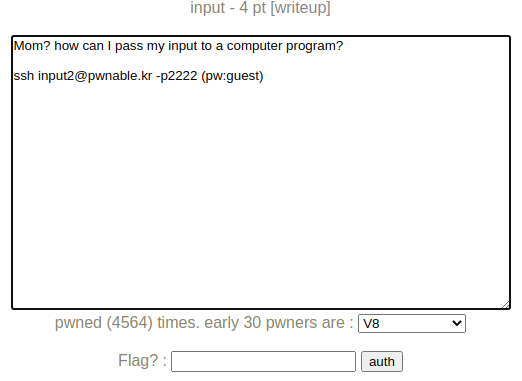 input - 4 pt [writeup]
Mom? how can I pass my input to a computer program?
ssh input2@pwnable.kr -p2222 (pw:guest)
pwned (4564) times. early 30 pwners are : V8
Flag? : auth